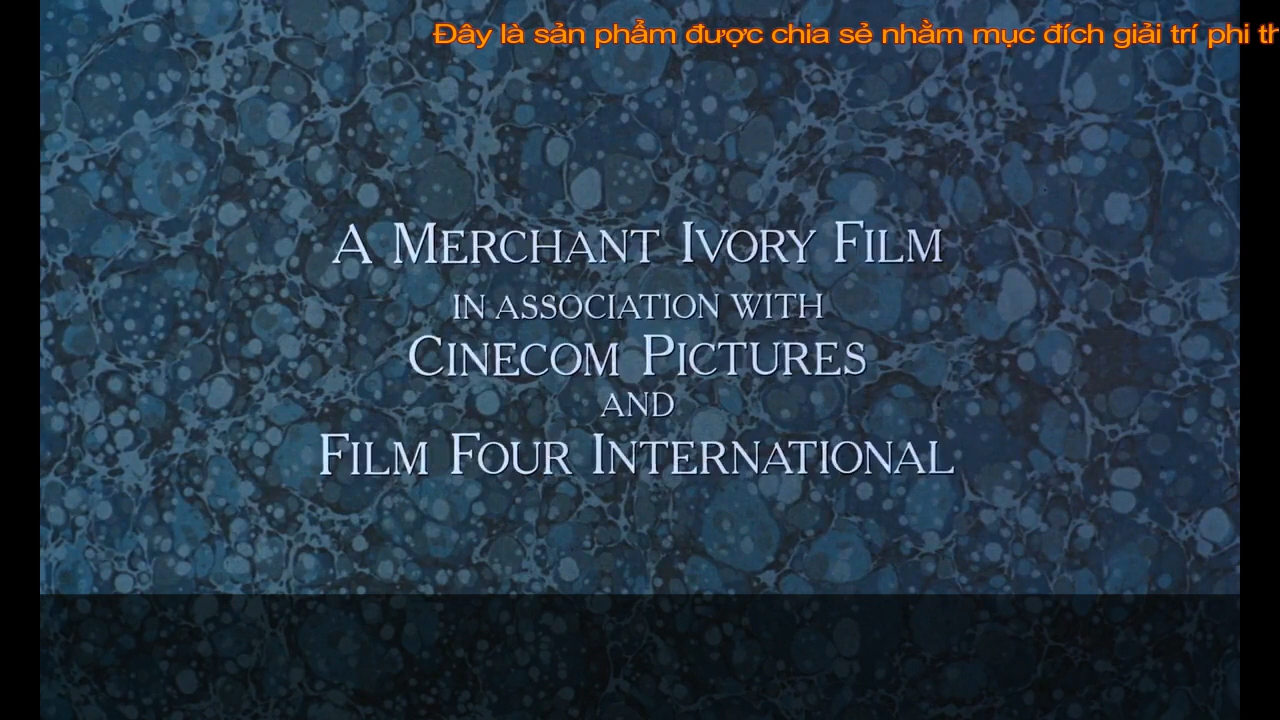 Đây là sản phẩm được chia sẻ nhằm mục đích giải trí phi
A MERCHANT IVORY FILM
IN ASSOCIATION WITH
CINECOM PICTURES
AND
FILM FOUR INTERNATIONAL